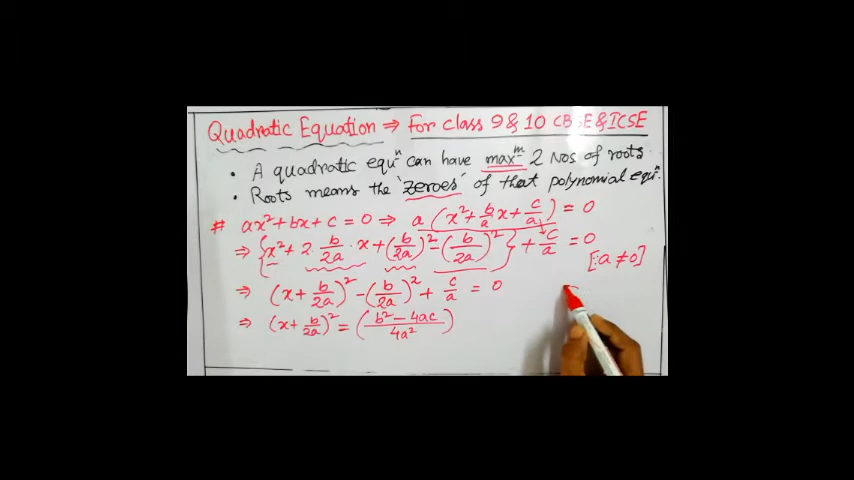 Quadratic Equation ⇒ For class 9 & 10 CBSE & ICSE
• A quadratic equⁿ can have maxᵐ 2 Nos of roots.
• Roots means the 'zeroes' of that polynomial equⁿ.
# ax² + bx + c = 0 ⇒ a (x² + b/a x + c/a) = 0
⇒ {x² + 2 · b/2a · x + (b/2a)² − (b/2a)²} + c/a = 0
[∵ a ≠ 0]
⇒ (x + b/2a)² − (b/2a)² + c/a = 0
⇒ (x + b/2a)² = (b² − 4ac / 4a²)